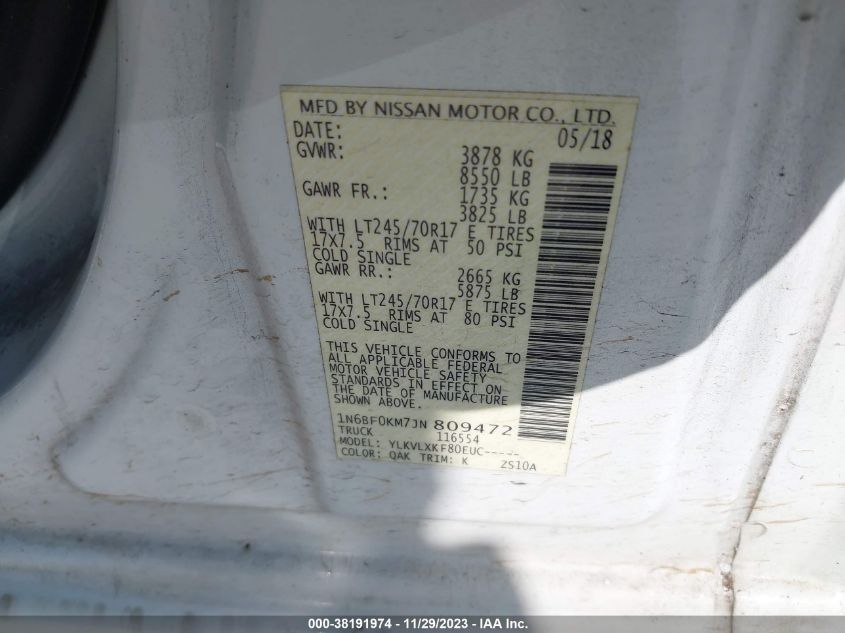 MFD BY NISSAN MOTOR CO., LTD.
DATE: 05/18
GVWR: 3878 KG
8550 LB
GAWR FR.: 1735 KG
3825 LB
WITH LT245/70R17 E TIRES
17X7.5 RIMS AT 50 PSI
COLD SINGLE
GAWR RR.: 2665 KG
5875 LB
WITH LT245/70R17 E TIRES
17X7.5 RIMS AT 80 PSI
COLD SINGLE
THIS VEHICLE CONFORMS TO
ALL APPLICABLE FEDERAL
MOTOR VEHICLE SAFETY
STANDARDS IN EFFECT ON
THE DATE OF MANUFACTURE
SHOWN ABOVE.
1N6BF0KM7JN 809472
TRUCK 116554
MODEL: YLKVLXKF80EUC-----
COLOR: QAK TRIM: K ZS10A
000-38191974 | 11/29/2023 | IAA Inc.